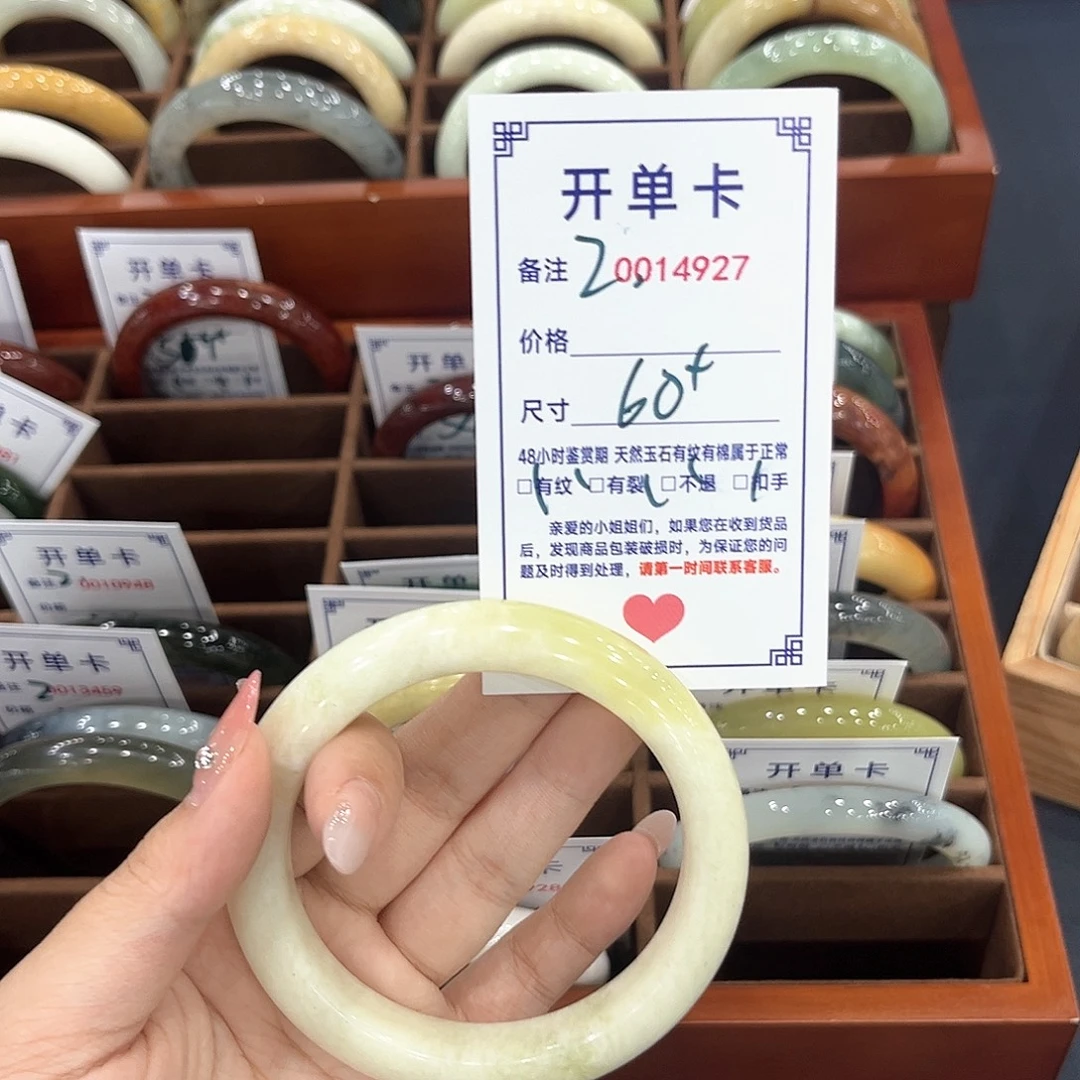 开单卡
备注 2. 0014927
价格
尺寸 60+
48小时鉴赏期 天然玉石有纹有棉属于正常
□有纹 □有裂 □不退 □扣手
亲爱的小姐姐们，如果您在收到货品
后，发现商品包装破损时，为保证您的问
题及时得到处理，请第一时间联系客服。
开单卡
开单
开单卡
备注 2 0010948
开单卡
备注 2 0013469
开单卡
开单卡